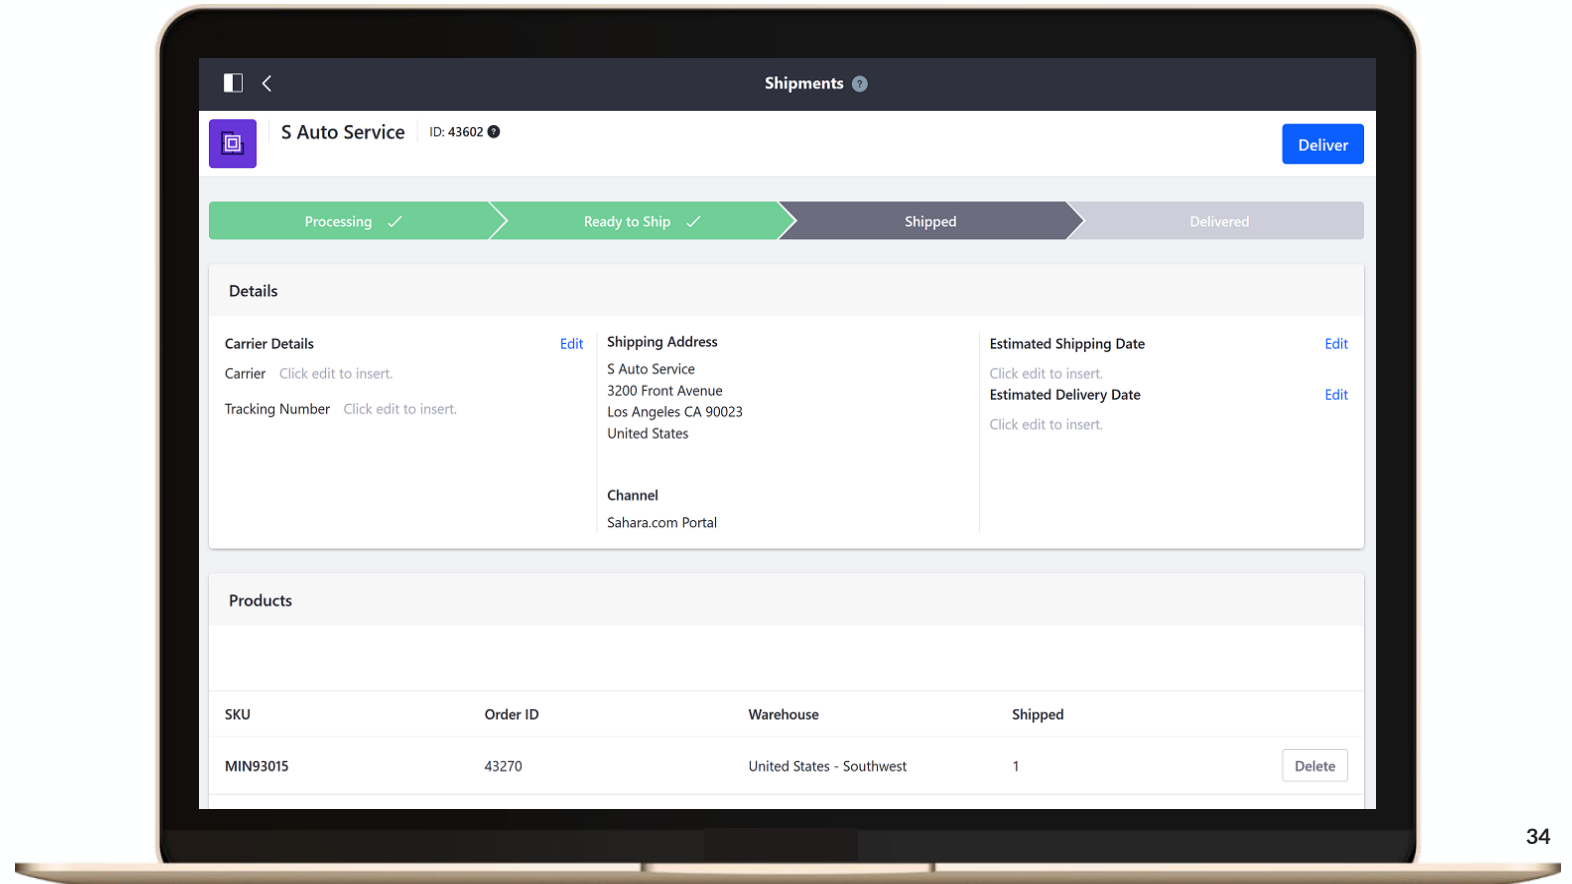 Shipments ?
S Auto Service ID: 43602 ?
Deliver
Processing Ready to Ship Shipped Delivered
Details
Carrier Details Edit
Carrier Click edit to insert.
Tracking Number Click edit to insert.
Shipping Address
S Auto Service
3200 Front Avenue
Los Angeles CA 90023
United States
Channel
Sahara.com Portal
Estimated Shipping Date Edit
Click edit to insert.
Estimated Delivery Date Edit
Click edit to insert.
Products
SKU Order ID Warehouse Shipped
MIN93015 43270 United States - Southwest 1 Delete
34